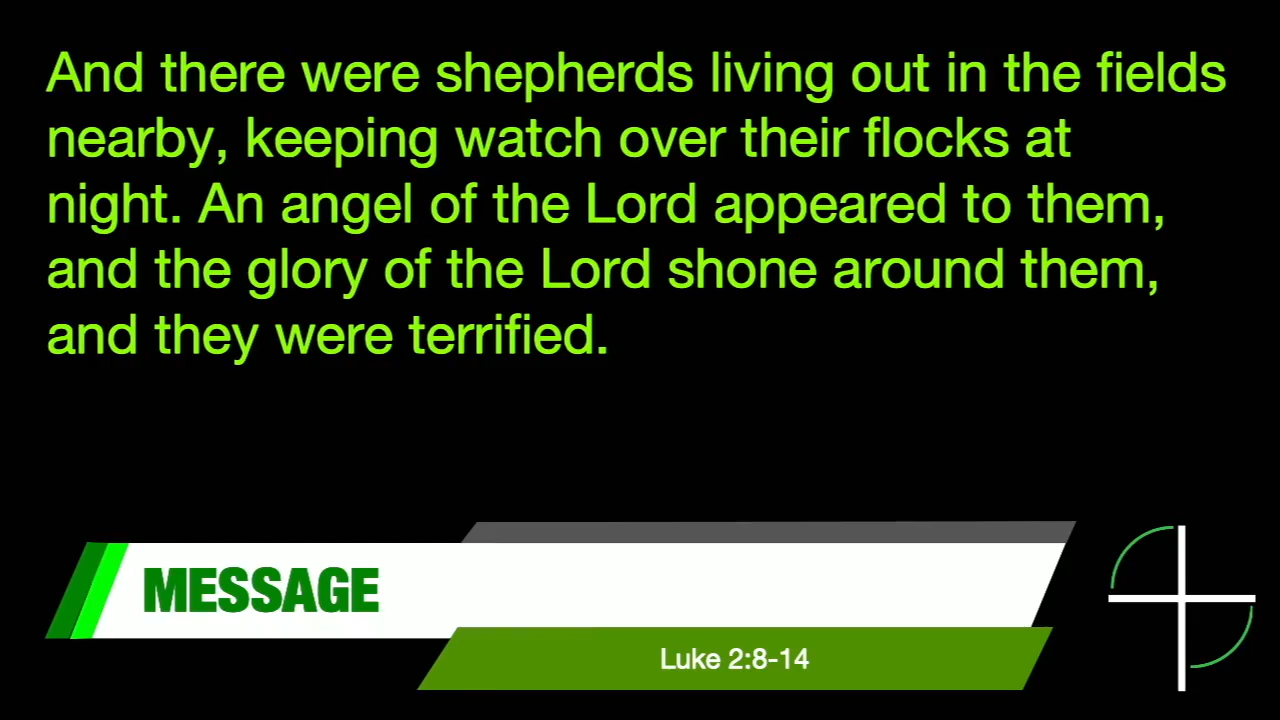 And there were shepherds living out in the fields
nearby, keeping watch over their flocks at
night. An angel of the Lord appeared to them,
and the glory of the Lord shone around them,
and they were terrified.
MESSAGE
Luke 2:8-14